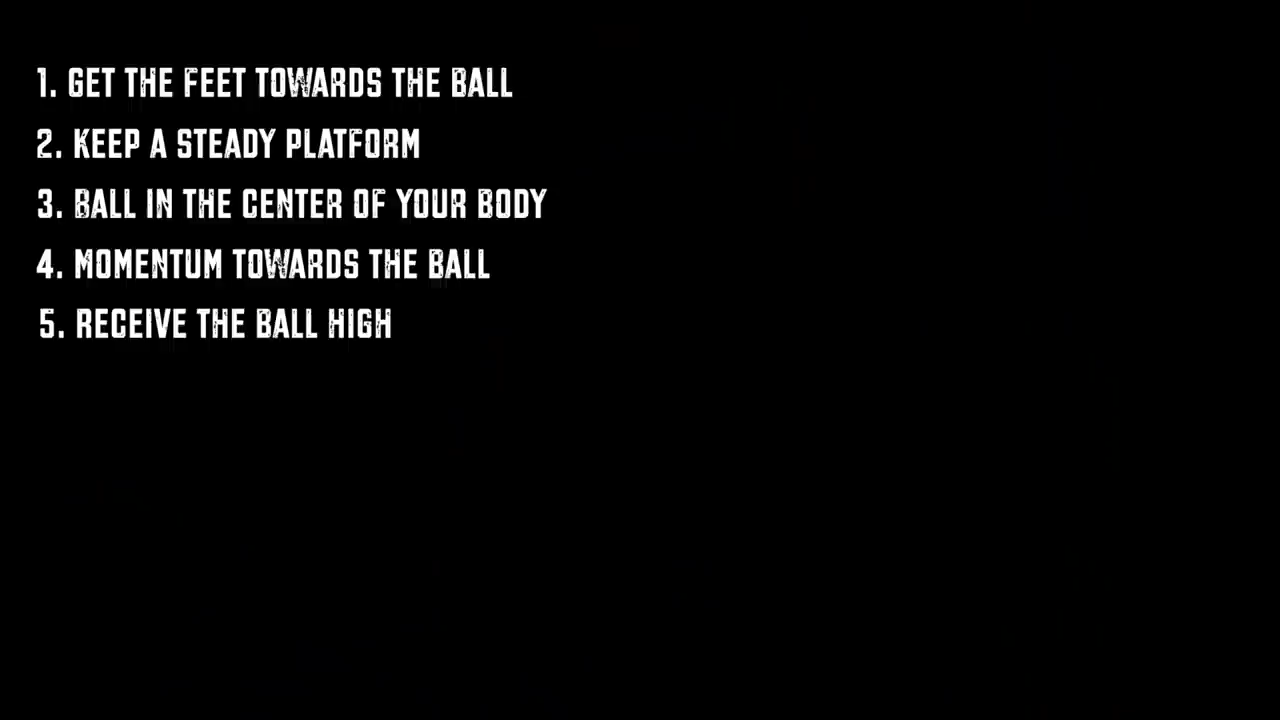 1. GET THE FEET TOWARDS THE BALL
2. KEEP A STEADY PLATFORM
3. BALL IN THE CENTER OF YOUR BODY
4. MOMENTUM TOWARDS THE BALL
5. RECEIVE THE BALL HIGH